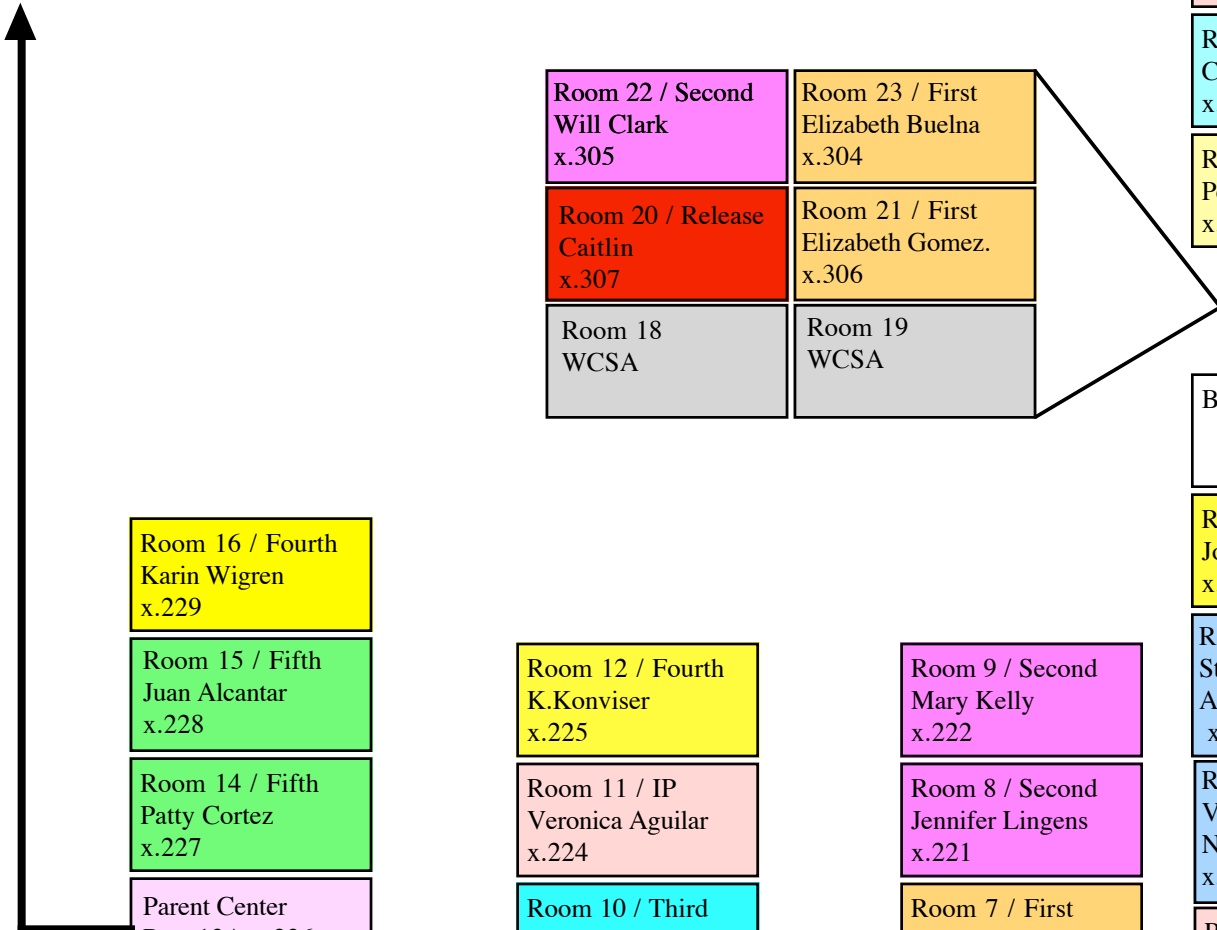 Room 22 / Second
Will Clark
x.305
Room 23 / First
Elizabeth Buelna
x.304
Room 20 / Release
Caitlin
x.307
Room 21 / First
Elizabeth Gomez.
x.306
Room 18
WCSA
Room 19
WCSA
Room 16 / Fourth
Karin Wigren
x.229
Room 15 / Fifth
Juan Alcantar
x.228
Room 14 / Fifth
Patty Cortez
x.227
Parent Center
Room 12 / Fourth
K.Konviser
x.225
Room 11 / IP
Veronica Aguilar
x.224
Room 10 / Third
Room 9 / Second
Mary Kelly
x.222
Room 8 / Second
Jennifer Lingens
x.221
Room 7 / First